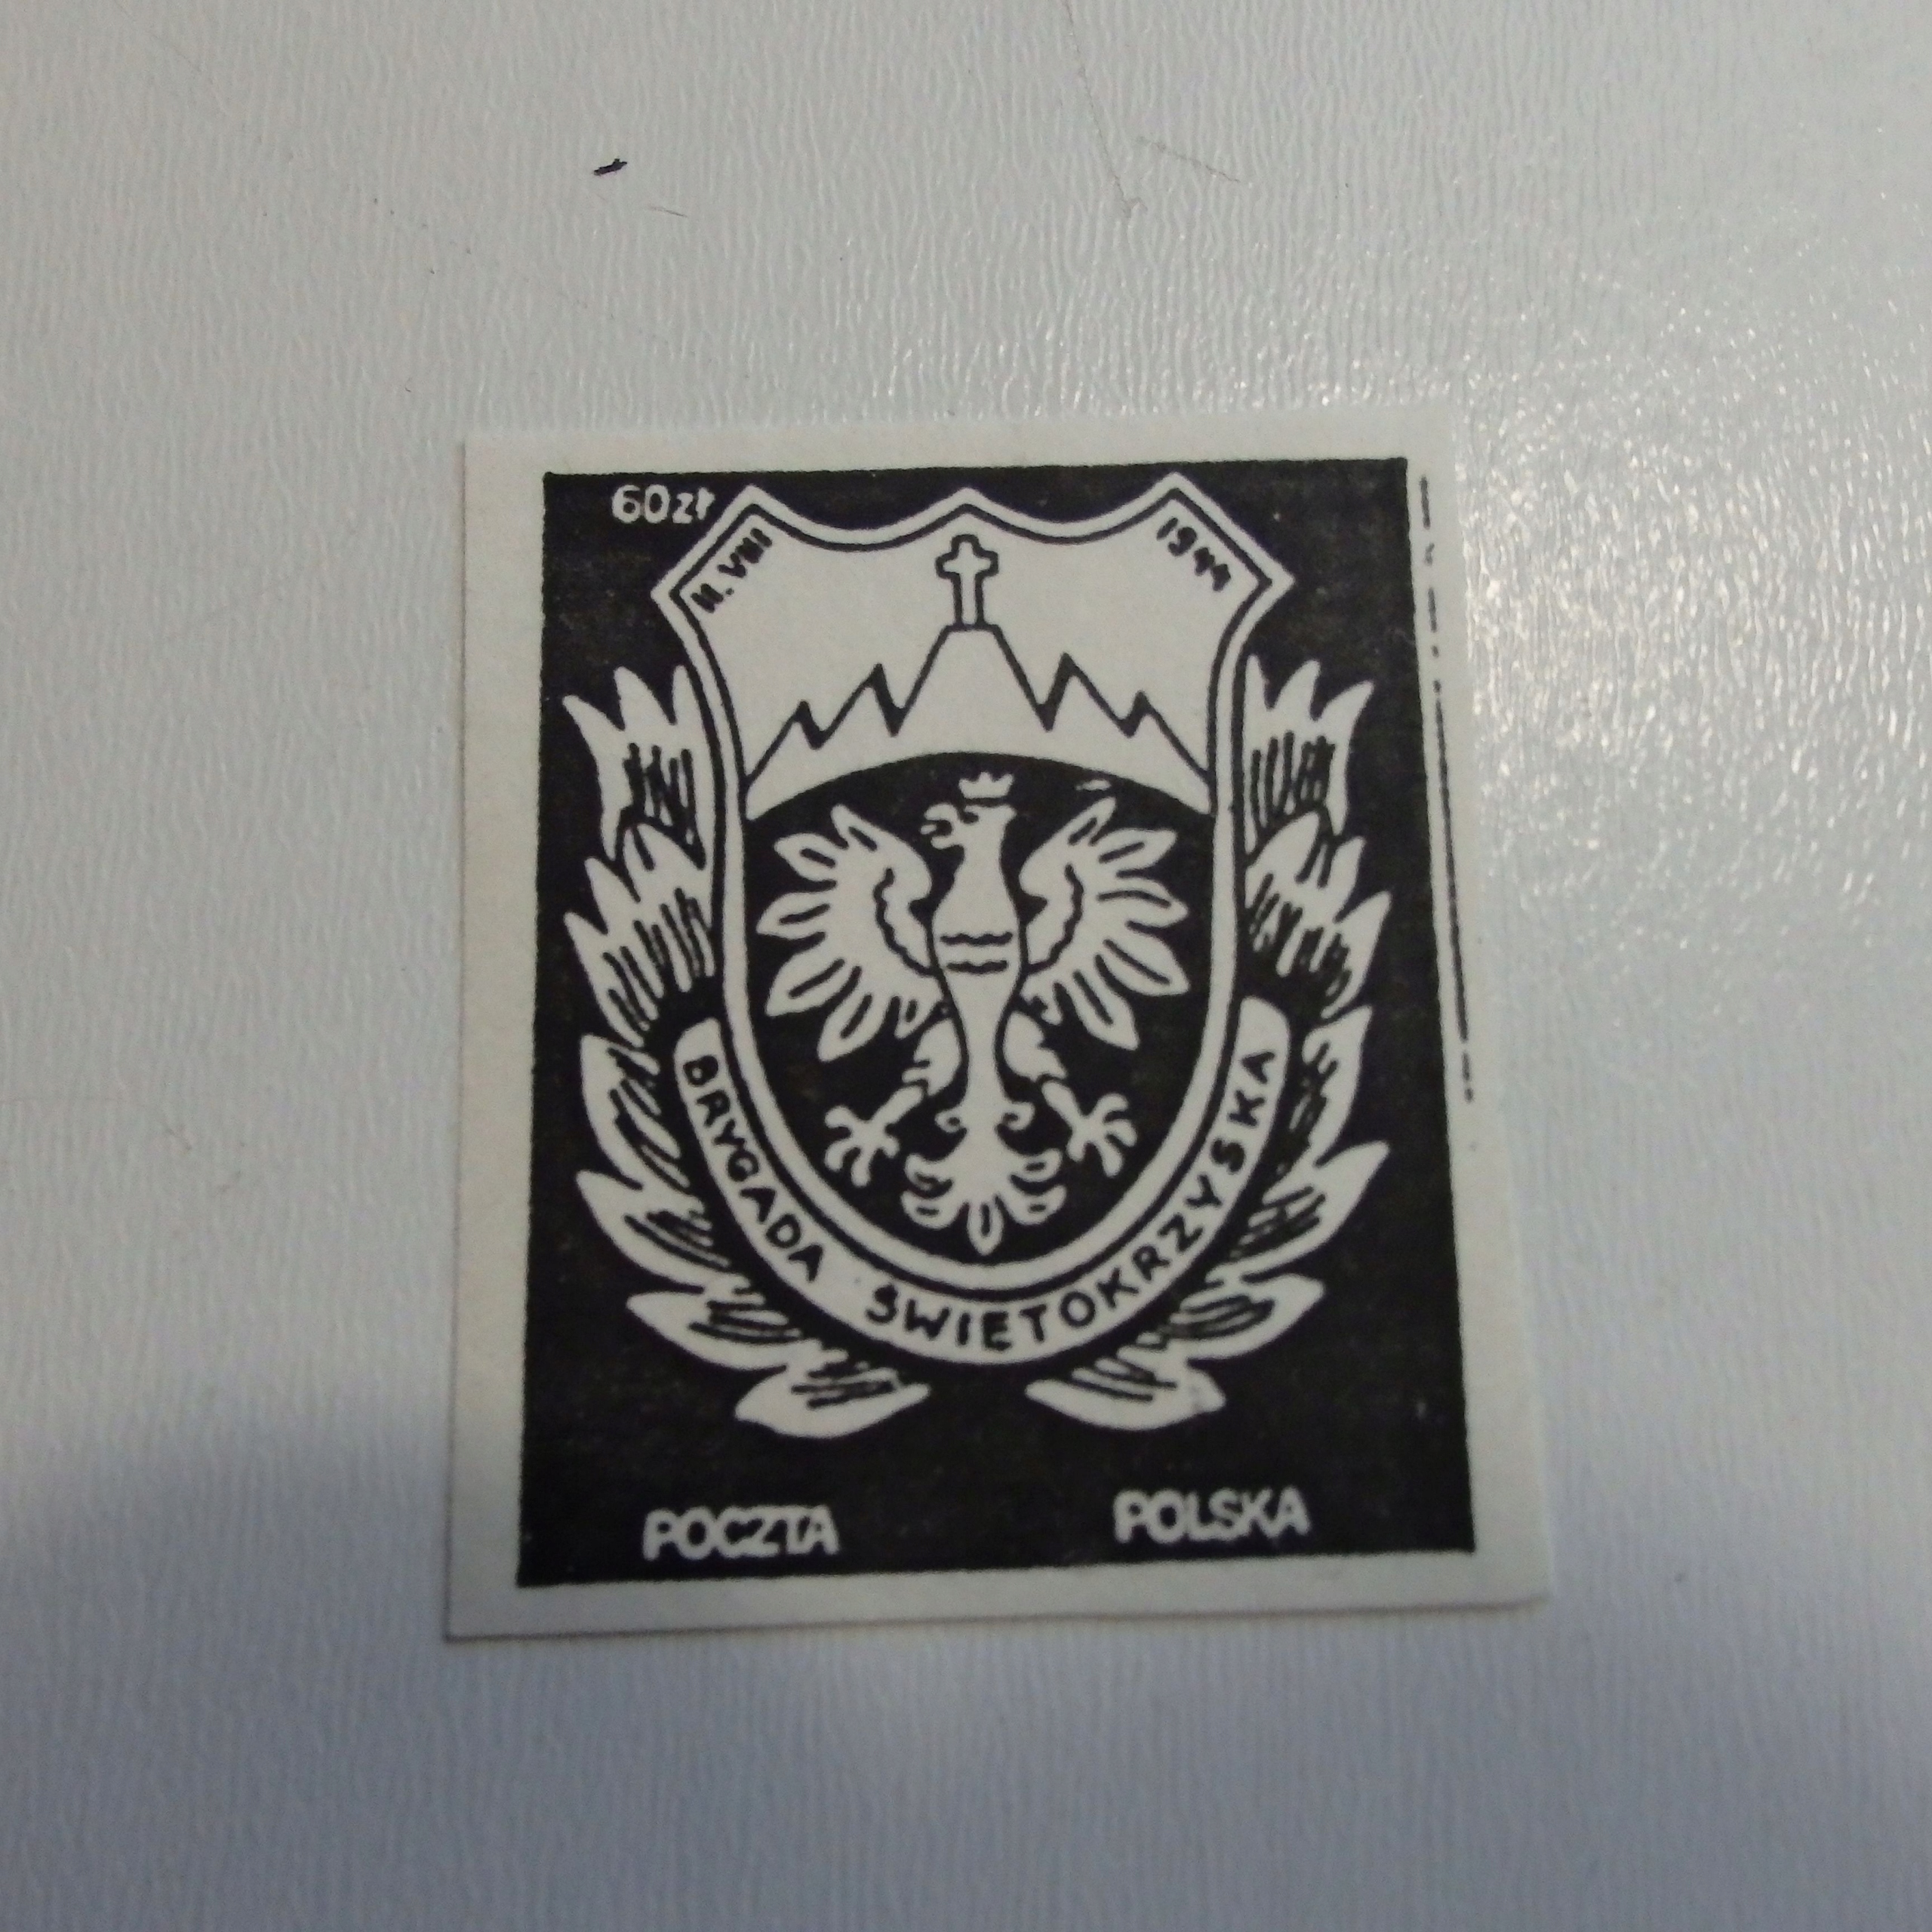 60zł
11.VIII
1944
BRYGADA ŚWIĘTOKRZYSKA
POCZTA POLSKA